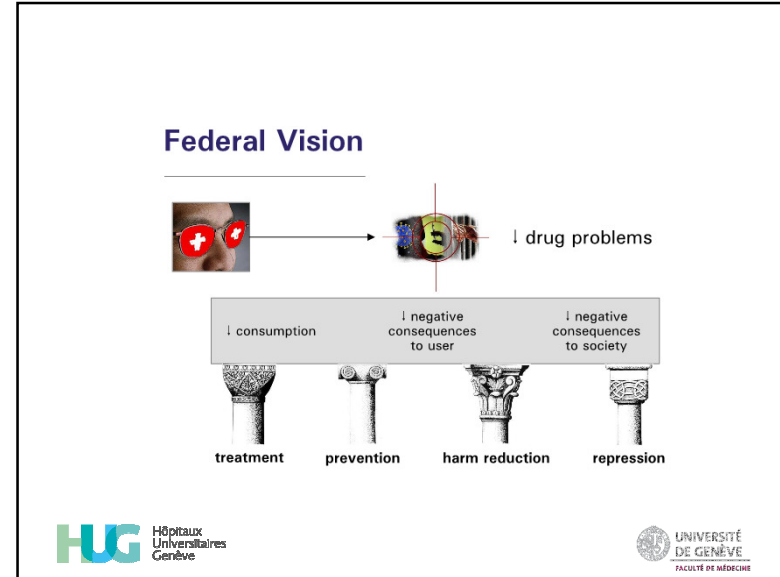 Federal Vision
↓ drug problems
↓ consumption
↓ negative
consequences
to user
↓ negative
consequences
to society
treatment prevention harm reduction repression
HUG
Hôpitaux
Universitaires
Genève
UNIVERSITÉ
DE GENÈVE
FACULTÉ DE MÉDECINE